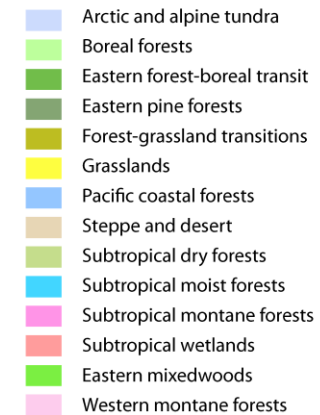 Arctic and alpine tundra
Boreal forests
Eastern forest-boreal transit
Eastern pine forests
Forest-grassland transitions
Grasslands
Pacific coastal forests
Steppe and desert
Subtropical dry forests
Subtropical moist forests
Subtropical montane forests
Subtropical wetlands
Eastern mixedwoods
Western montane forests